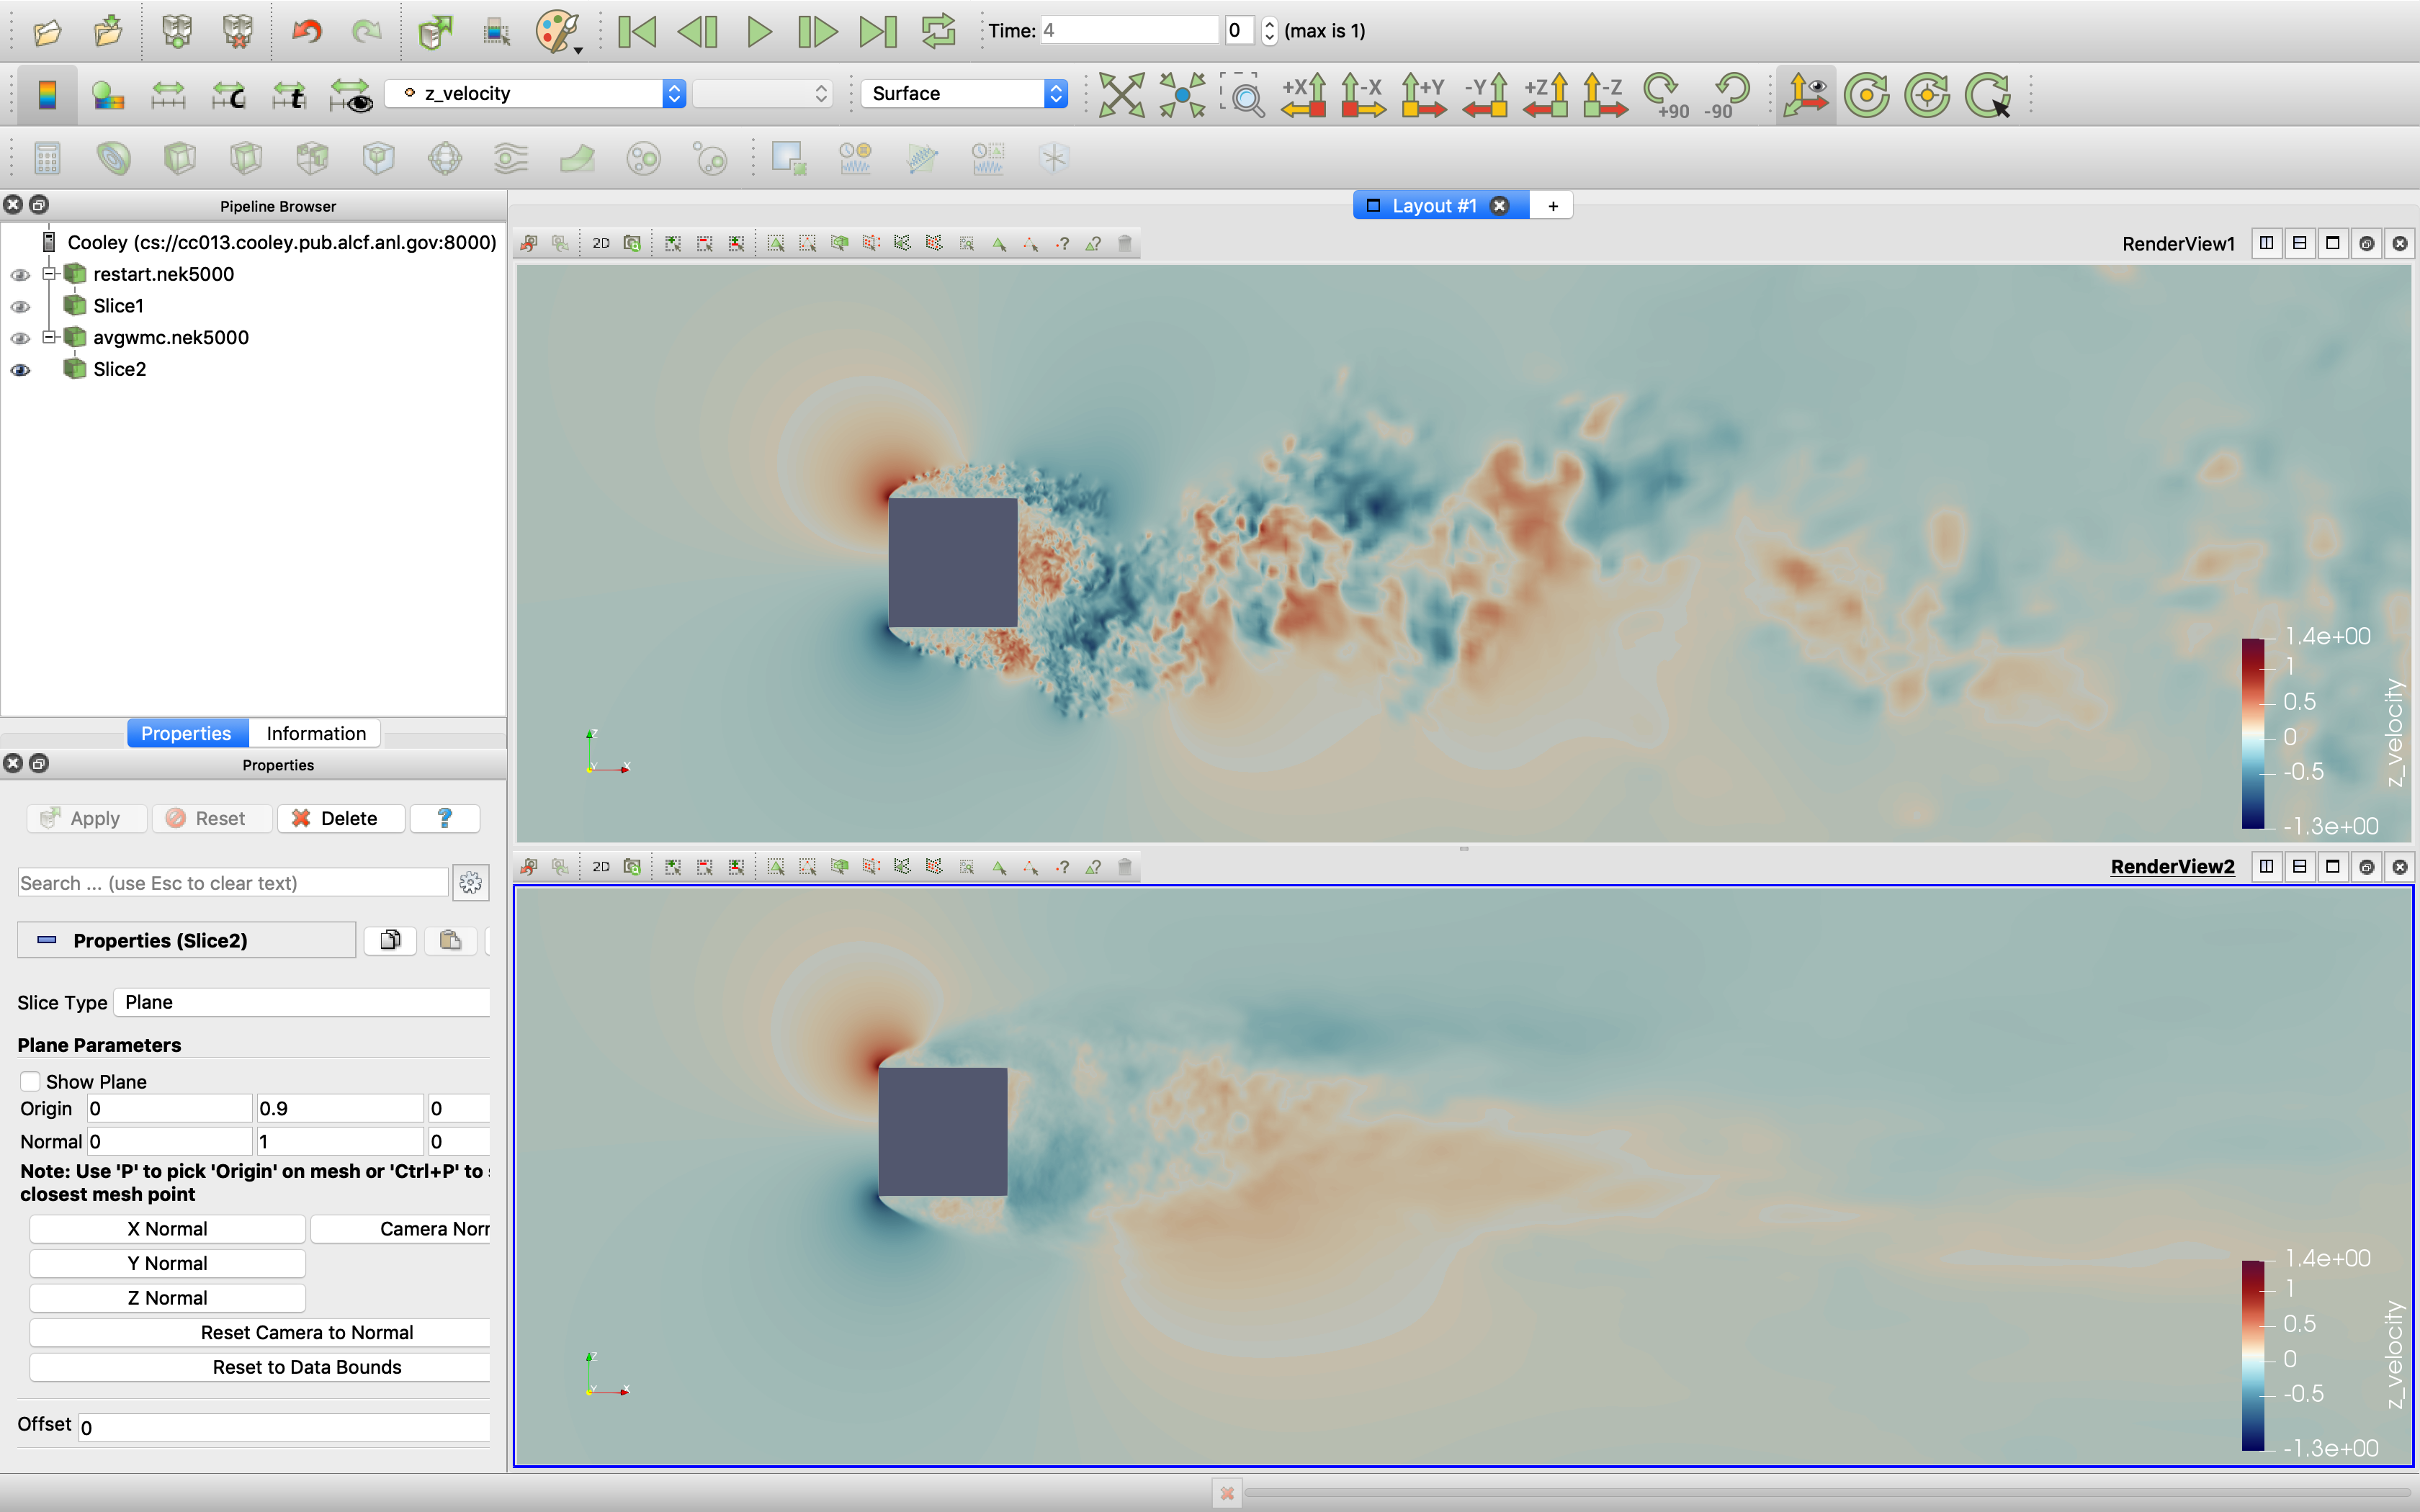 Time: 4 0 (max is 1)
z_velocity Surface +X -X +Y -Y +Z -Z +90 -90
C t
Pipeline Browser
Layout #1 +
Cooley (cs://cc013.cooley.pub.alcf.anl.gov:8000)
restart.nek5000
Slice1
avgwmc.nek5000
Slice2
2D ? ? RenderView1
1.4e+00
1
0.5
0
-0.5
-1.3e+00
z_velocity
Z
Y X
Properties Information
Properties
Apply Reset Delete ?
Search ... (use Esc to clear text)
Properties (Slice2)
Slice Type Plane
Plane Parameters
Show Plane
Origin 0 0.9 0
Normal 0 1 0
Note: Use 'P' to pick 'Origin' on mesh or 'Ctrl+P' to
closest mesh point
X Normal Camera Norr
Y Normal
Z Normal
Reset Camera to Normal
Reset to Data Bounds
Offset 0
2D ? ? RenderView2
1.4e+00
1
0.5
0
-0.5
-1.3e+00
z_velocity
Z
Y X